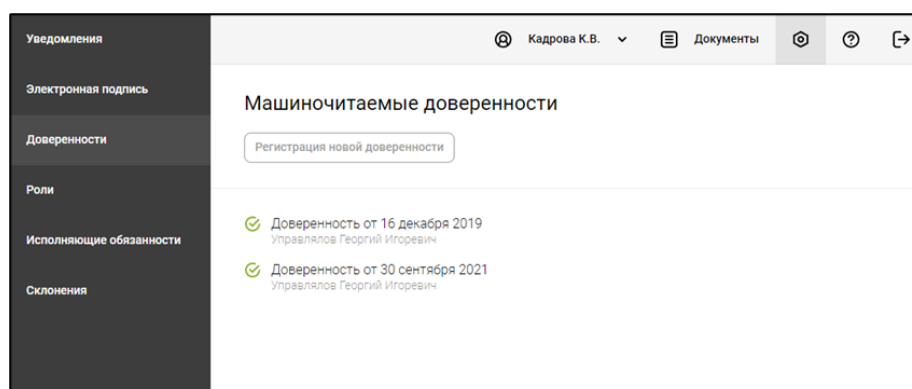 Уведомления
Кадрова К.В.
Документы
Электронная подпись
Машиночитаемые доверенности
Доверенности
Регистрация новой доверенности
Роли
Доверенность от 16 декабря 2019
Управлялов Георгий Игоревич
Исполняющие обязанности
Доверенность от 30 сентября 2021
Управлялов Георгий Игоревич
Склонения